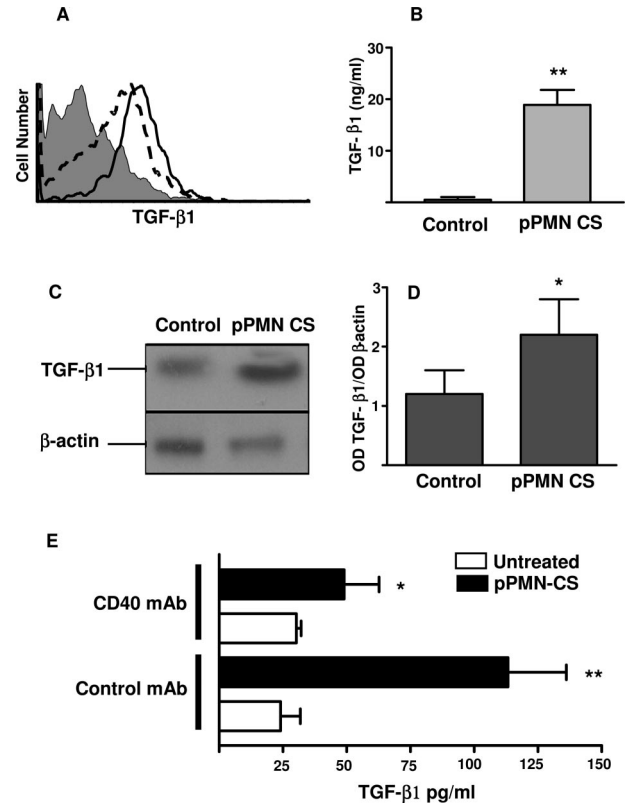 A
Cell Number
TGF-β1
B
TGF- β1 (ng/ml)
30
20
10
**
Control
pPMN CS
C
Control pPMN CS
TGF-β1
β-actin
D
OD TGF- β1/OD β-actin
3
2
1
*
Control
pPMN CS
E
Untreated
pPMN-CS
CD40 mAb
*
Control mAb
**
25 50 75 100 125 150
TGF-β1 pg/ml